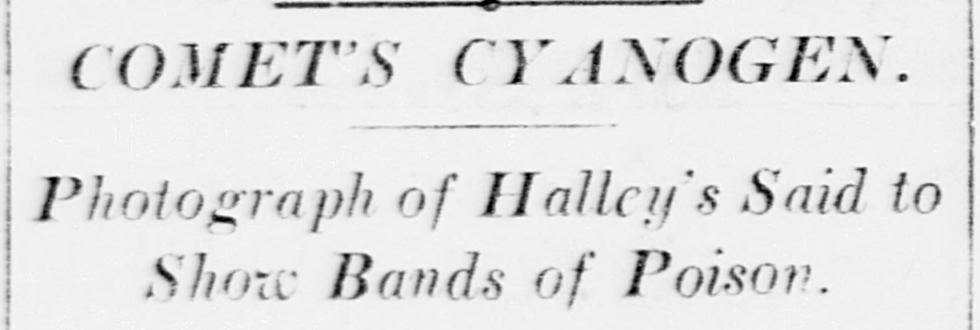 COMET'S CYANOGEN.
Photograph of Halley's Said to
Show Bands of Poison.